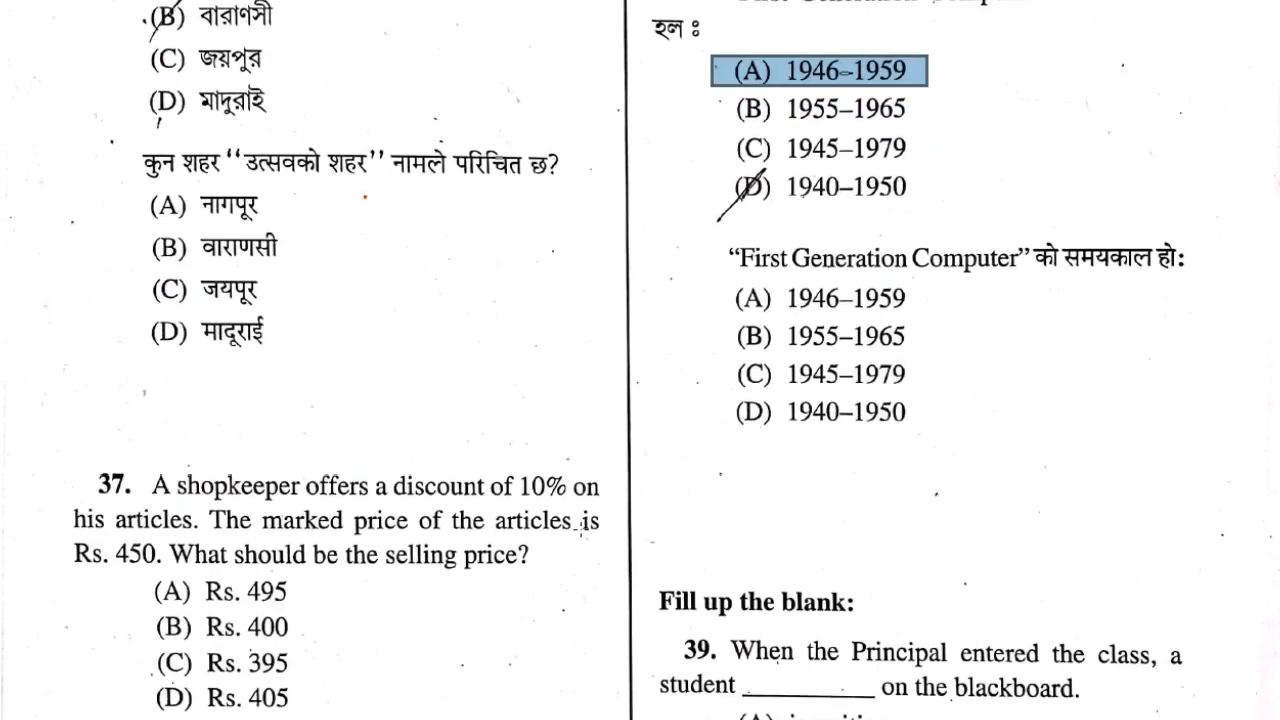 (B) বারাণসী
(C) জয়পুর
(D) মাদুরাই
कुन शहर “उत्सवको शहर” नामले परिचित छ?
(A) नागपूर
(B) वाराणसी
(C) जयपूर
(D) मादूराई
37. A shopkeeper offers a discount of 10% on
his articles. The marked price of the articles is
Rs. 450. What should be the selling price?
(A) Rs. 495
(B) Rs. 400
(C) Rs. 395
(D) Rs. 405
হল ঃ
(A) 1946–1959
(B) 1955–1965
(C) 1945–1979
(D) 1940–1950
“First Generation Computer” को समयकाल हो:
(A) 1946–1959
(B) 1955–1965
(C) 1945–1979
(D) 1940–1950
Fill up the blank:
39. When the Principal entered the class, a
student __________ on the blackboard.